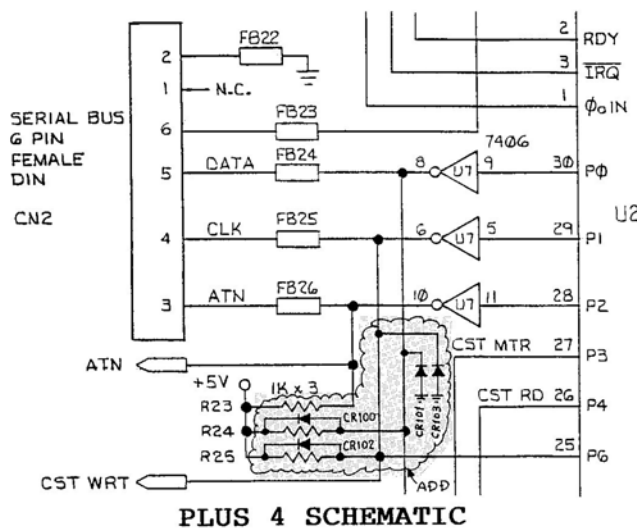 2
FB22
1
N.C.
2
RDY
3
IRQ
1
φ₀ IN
SERIAL BUS
6 PIN
FEMALE
DIN
CN2
6
FB23
5
DATA
FB24
8
7406
U7
9
30
P0
U2
4
CLK
FB25
6
U7
5
29
P1
3
ATN
FB26
10
U7
11
28
P2
ATN
CST MTR
27
P3
+5V
1K x 3
R23
R24
CR100
R25
CR102
CR101
CR103
CST RD
26
P4
25
P6
CST WRT
ADD
PLUS 4 SCHEMATIC